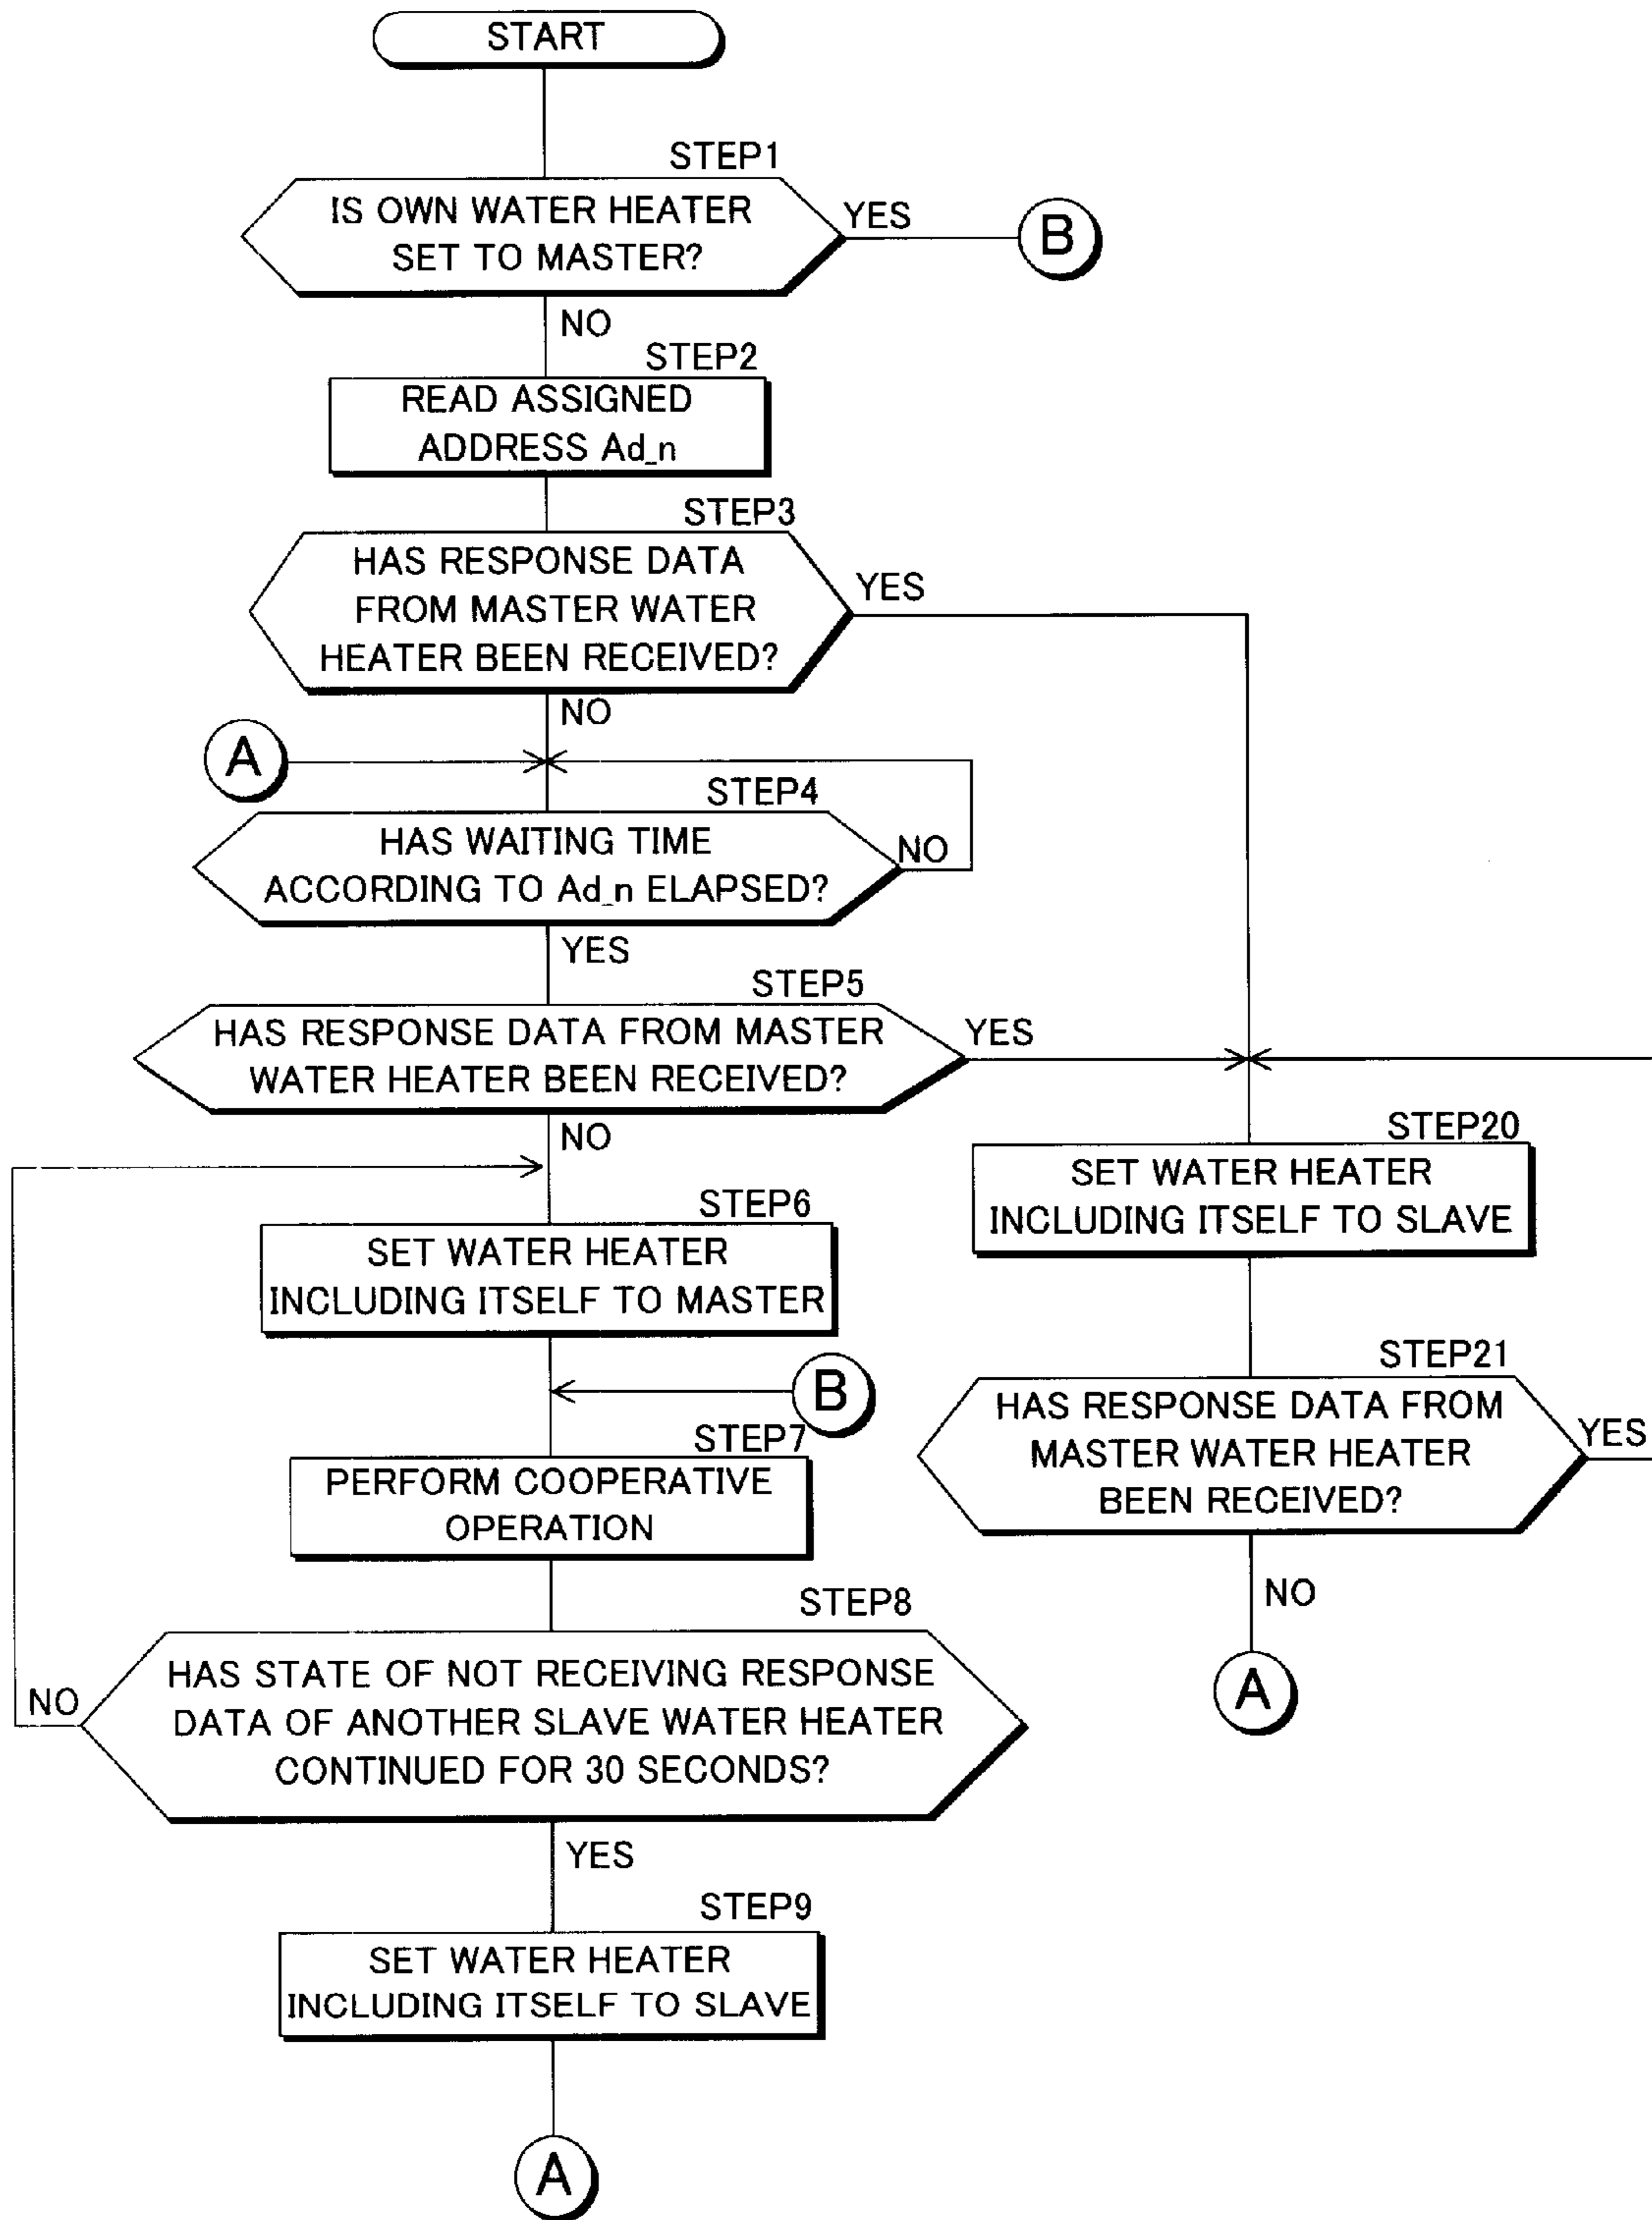 START
STEP1
IS OWN WATER HEATER
SET TO MASTER?
YES
B
NO
STEP2
READ ASSIGNED
ADDRESS Ad_n
STEP3
HAS RESPONSE DATA
FROM MASTER WATER
HEATER BEEN RECEIVED?
YES
NO
A
STEP4
HAS WAITING TIME
ACCORDING TO Ad_n ELAPSED?
NO
YES
STEP5
HAS RESPONSE DATA FROM MASTER
WATER HEATER BEEN RECEIVED?
YES
NO
STEP6
SET WATER HEATER
INCLUDING ITSELF TO MASTER
B
STEP7
PERFORM COOPERATIVE
OPERATION
STEP8
HAS STATE OF NOT RECEIVING RESPONSE
DATA OF ANOTHER SLAVE WATER HEATER
CONTINUED FOR 30 SECONDS?
NO
YES
STEP9
SET WATER HEATER
INCLUDING ITSELF TO SLAVE
A
STEP20
SET WATER HEATER
INCLUDING ITSELF TO SLAVE
STEP21
HAS RESPONSE DATA FROM
MASTER WATER HEATER
BEEN RECEIVED?
YES
NO
A